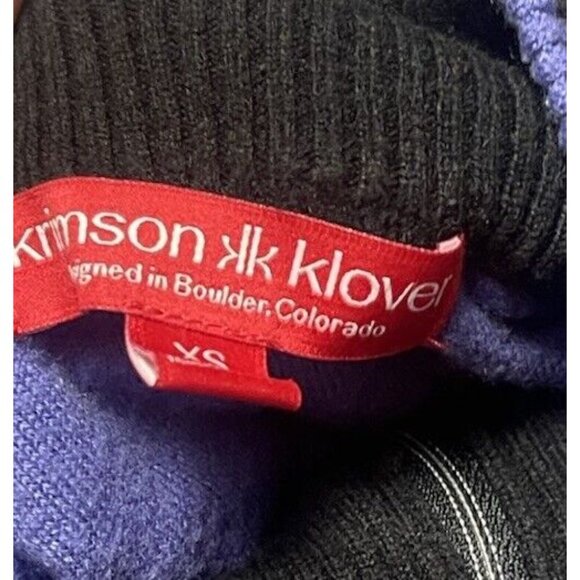 krimson kk klover
signed in Boulder, Colorado
XS